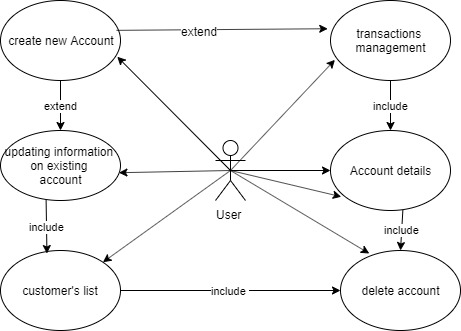 create new Account
extend
transactions
management
extend
include
updating information
on existing
account
Account details
User
include
include
customer's list
include
delete account